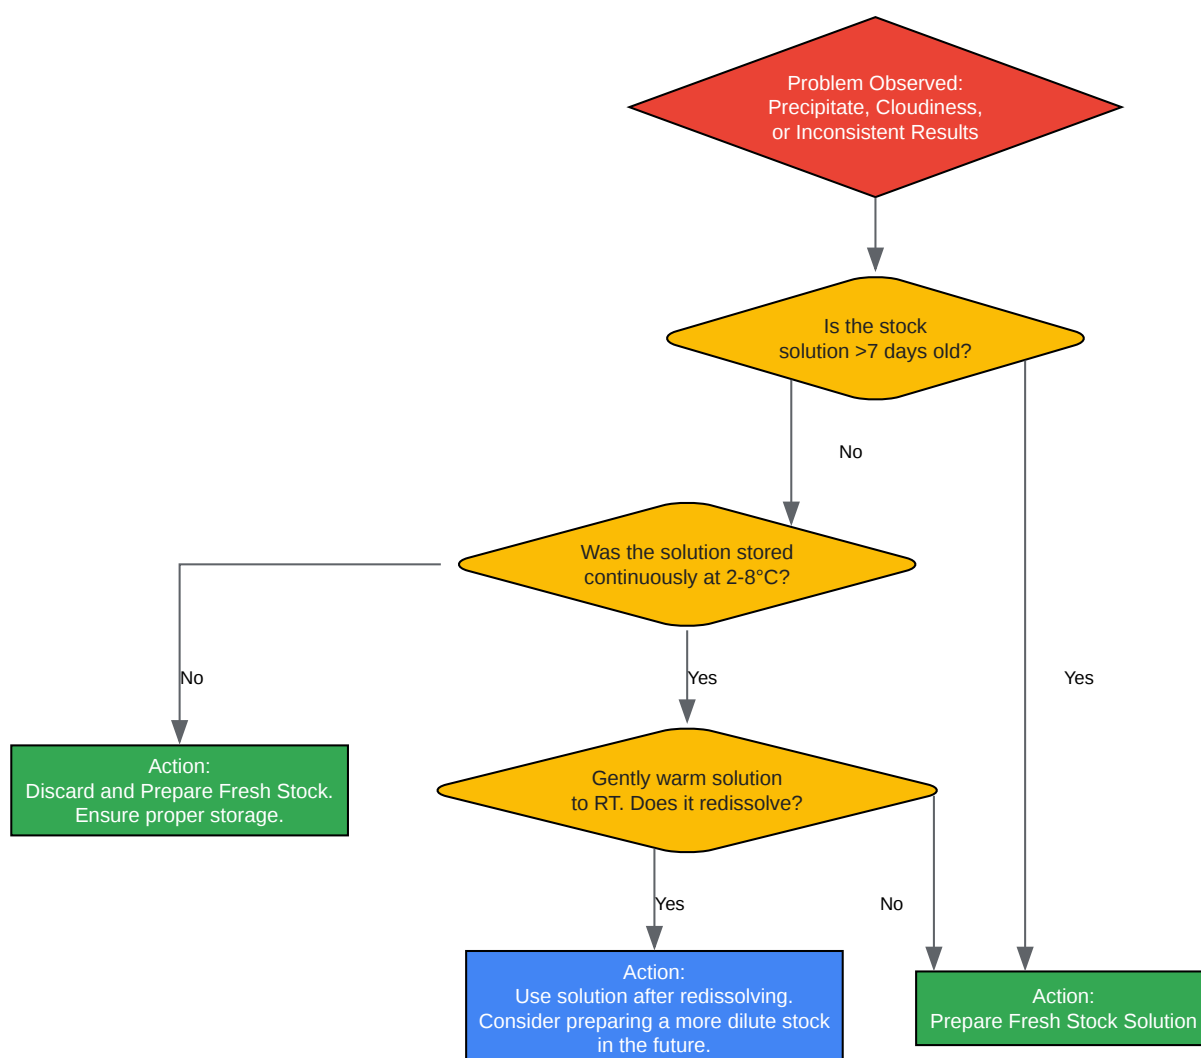 Problem Observed:
Precipitate, Cloudiness,
or Inconsistent Results
Is the stock
solution >7 days old?
No
Was the solution stored
continuously at 2-8°C?
No
Yes
Yes
Action:
Discard and Prepare Fresh Stock.
Ensure proper storage.
Gently warm solution
to RT. Does it redissolve?
Yes
No
Action:
Use solution after redissolving.
Consider preparing a more dilute stock
in the future.
Action:
Prepare Fresh Stock Solution